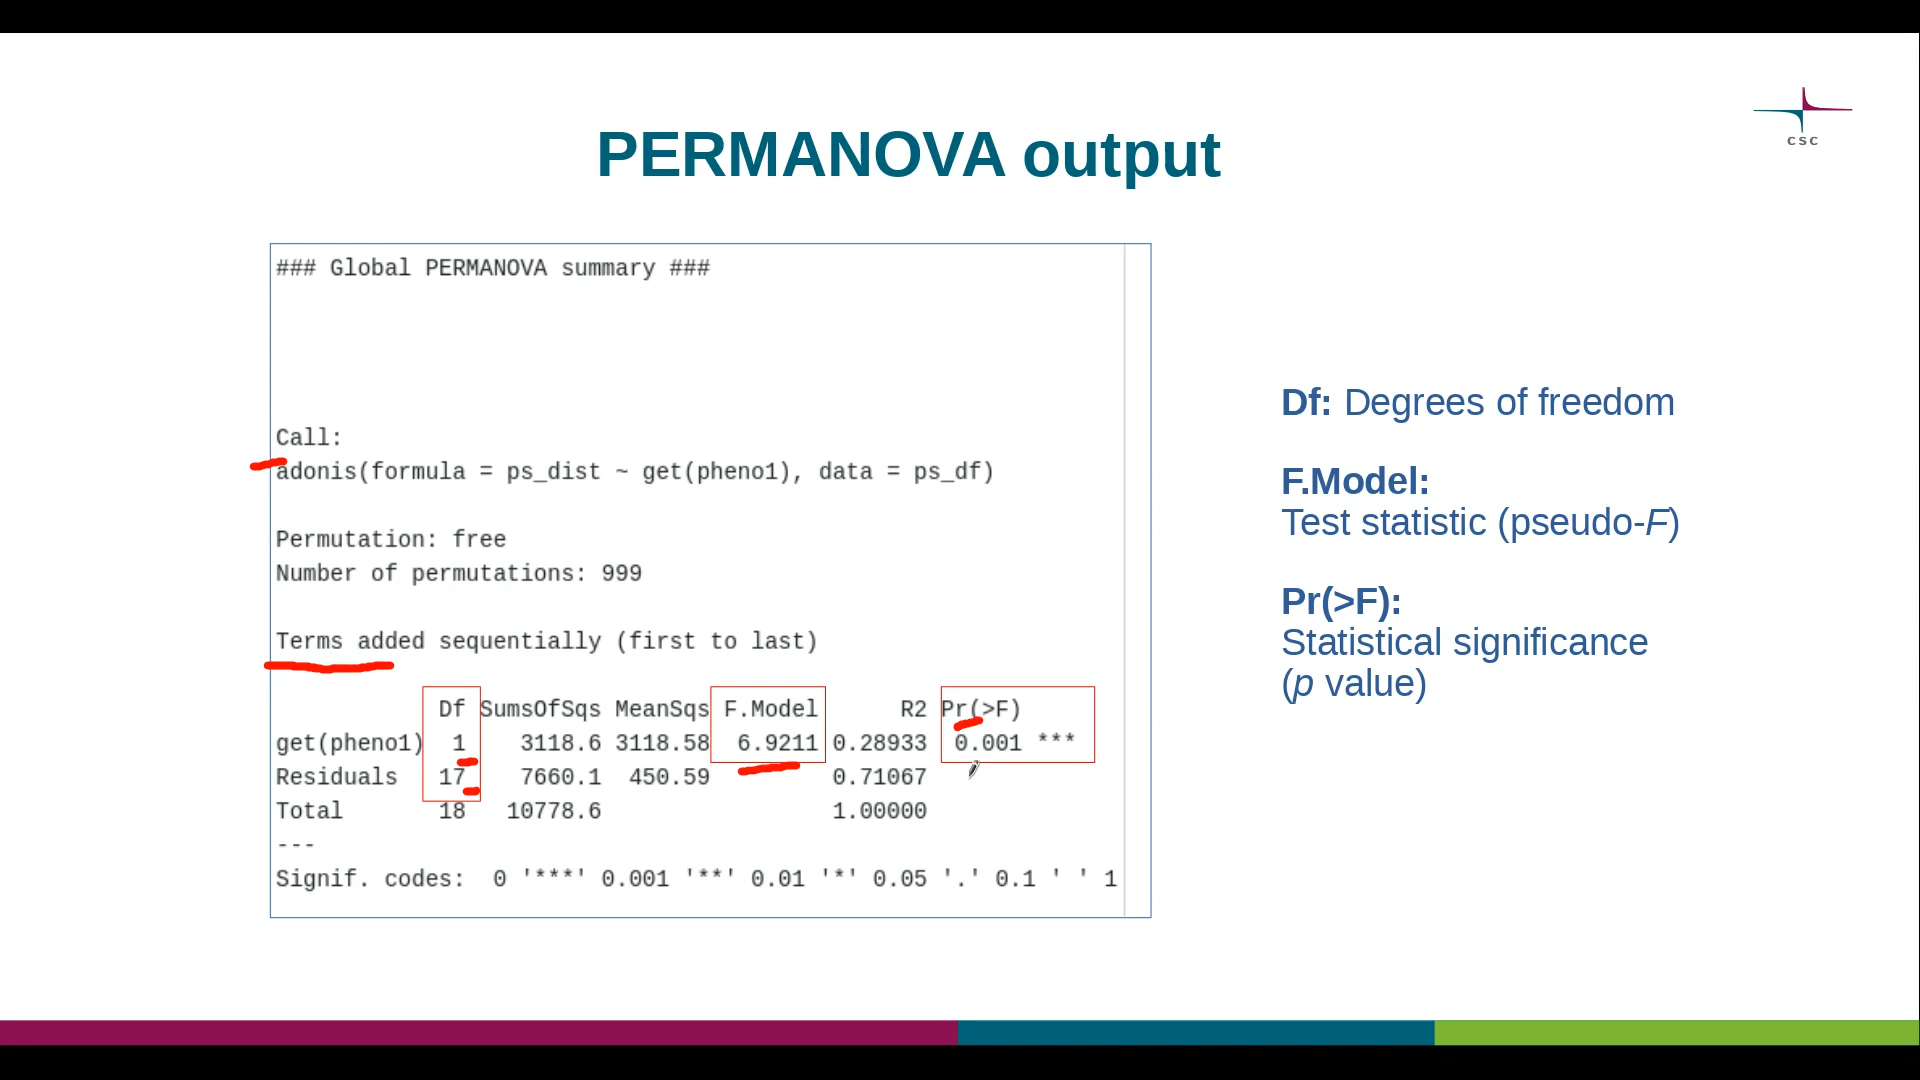 CSC
PERMANOVA output
### Global PERMANOVA summary ###
Call:
adonis(formula = ps_dist ~ get(pheno1), data = ps_df)
Permutation: free
Number of permutations: 999
Terms added sequentially (first to last)
Df SumsOfSqs MeanSqs F.Model R2 Pr(>F)
get(pheno1) 1 3118.6 3118.58 6.9211 0.28933 0.001 ***
Residuals 17 7660.1 450.59 0.71067
Total 18 10778.6 1.00000
---
Signif. codes: 0 '***' 0.001 '**' 0.01 '*' 0.05 '.' 0.1 ' ' 1
Df: Degrees of freedom
F.Model:
Test statistic (pseudo-F)
Pr(>F):
Statistical significance
(p value)